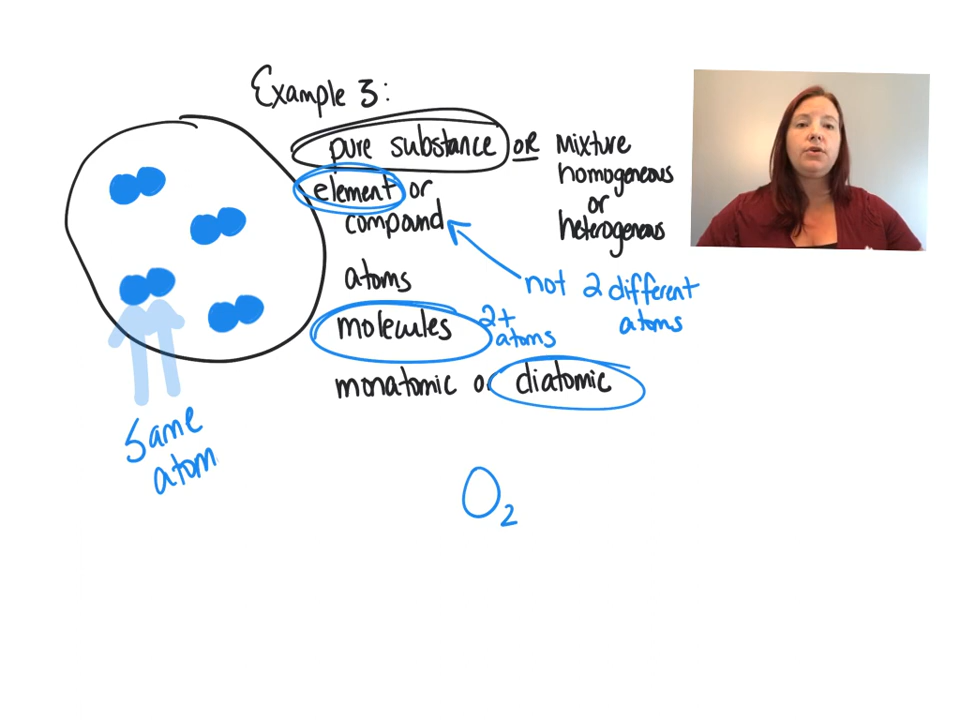 Example 3:
pure substance OR Mixture
homogeneous
or
heterogenous
element or
compound
not 2 different
atoms
atoms
molecules 2+
atoms
monatomic or diatomic
Same
atom
O₂